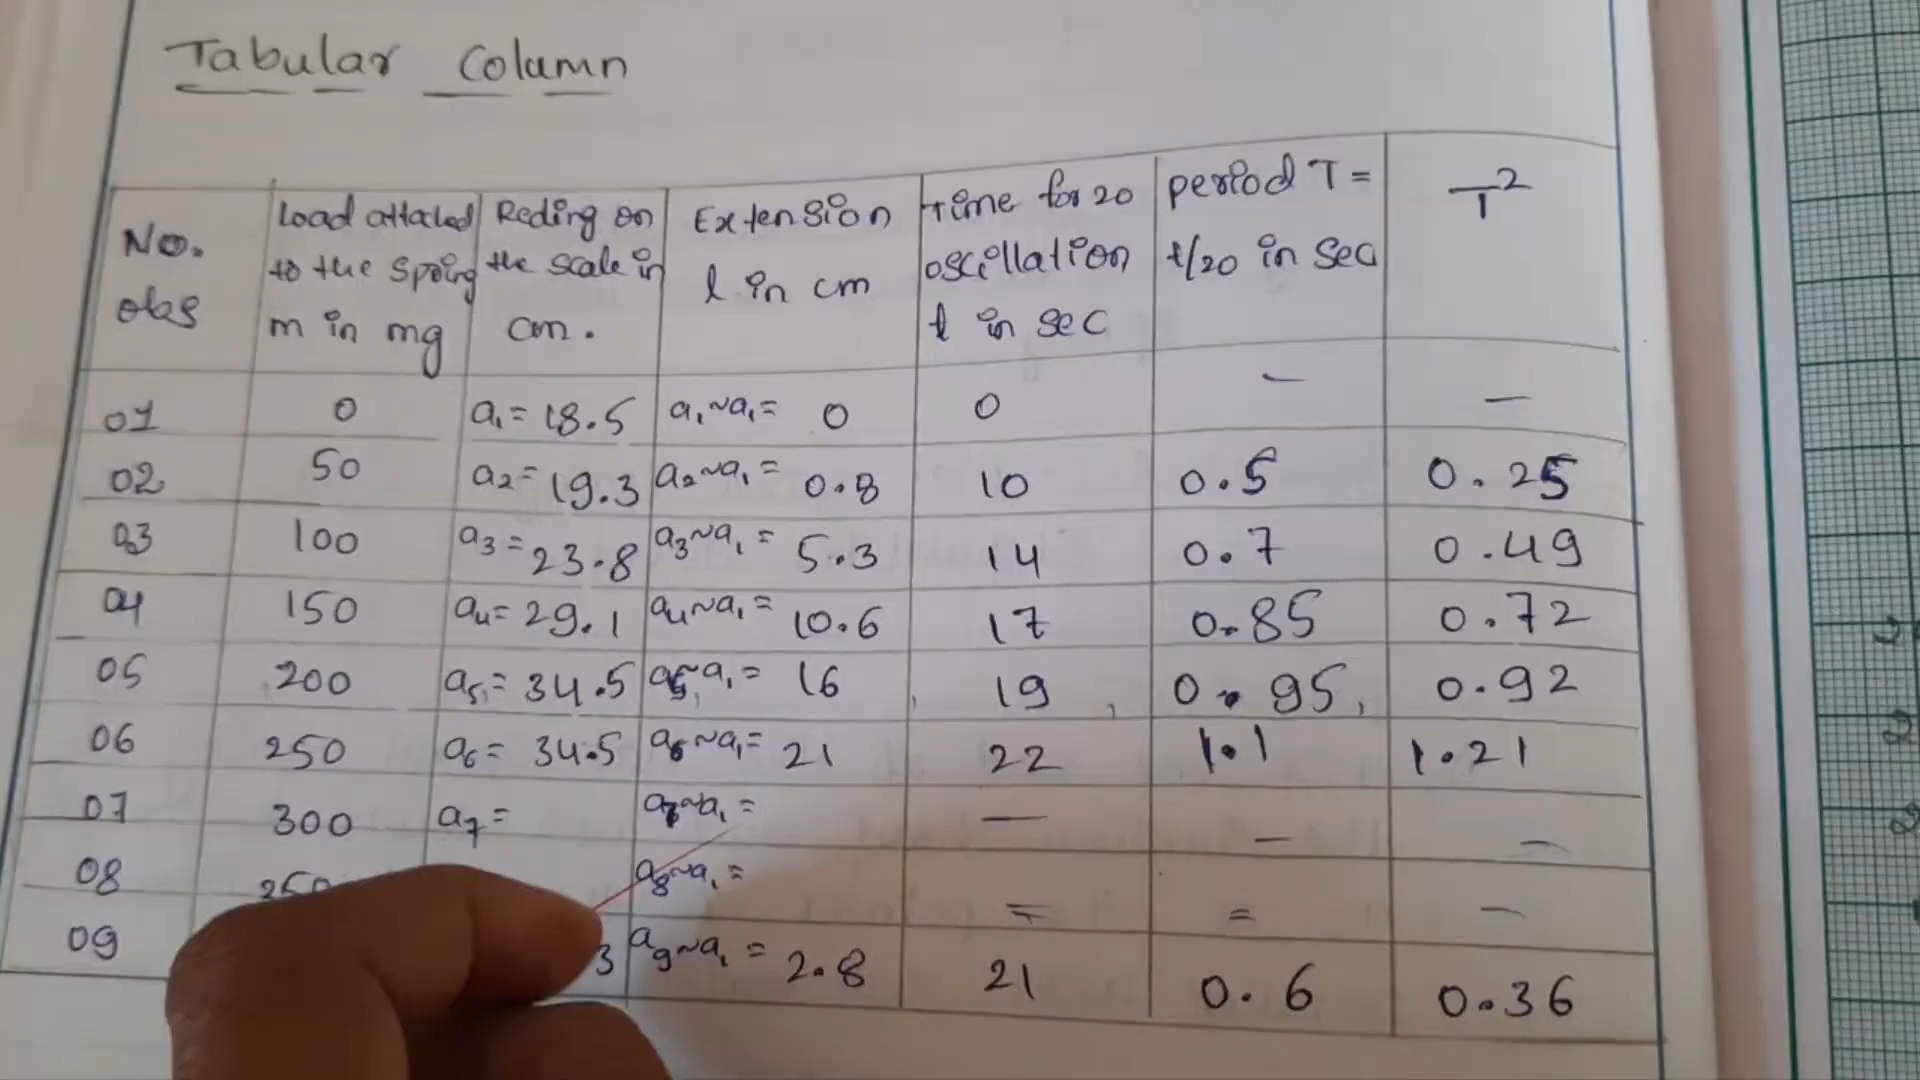 Tabular Column
No. obs | Load attached to the Spring m in mg | Reding on the scale in cm. | Extension l in cm | time for 20 oscillation t in sec | period T = t/20 in Sec | T²
01 | 0 | a₁= 18.5 | a₁~a₁= 0 | 0 | — | —
02 | 50 | a₂= 19.3 | a₂~a₁= 0.8 | 10 | 0.5 | 0.25
03 | 100 | a₃= 23.8 | a₃~a₁= 5.3 | 14 | 0.7 | 0.49
04 | 150 | a₄= 29.1 | a₄~a₁= 10.6 | 17 | 0.85 | 0.72
05 | 200 | a₅= 34.5 | a₅~a₁= 16 | 19 | 0.95, | 0.92
06 | 250 | a₆= 34.5 | a₆~a₁= 21 | 22 | 1.1 | 1.21
07 | 300 | a₇= | a₇~a₁= | — | — | —
08 | 250 | a₈~a₁= | = | = | —
09 | 3 | a₉~a₁= 2.8 | 21 | 0.6 | 0.36